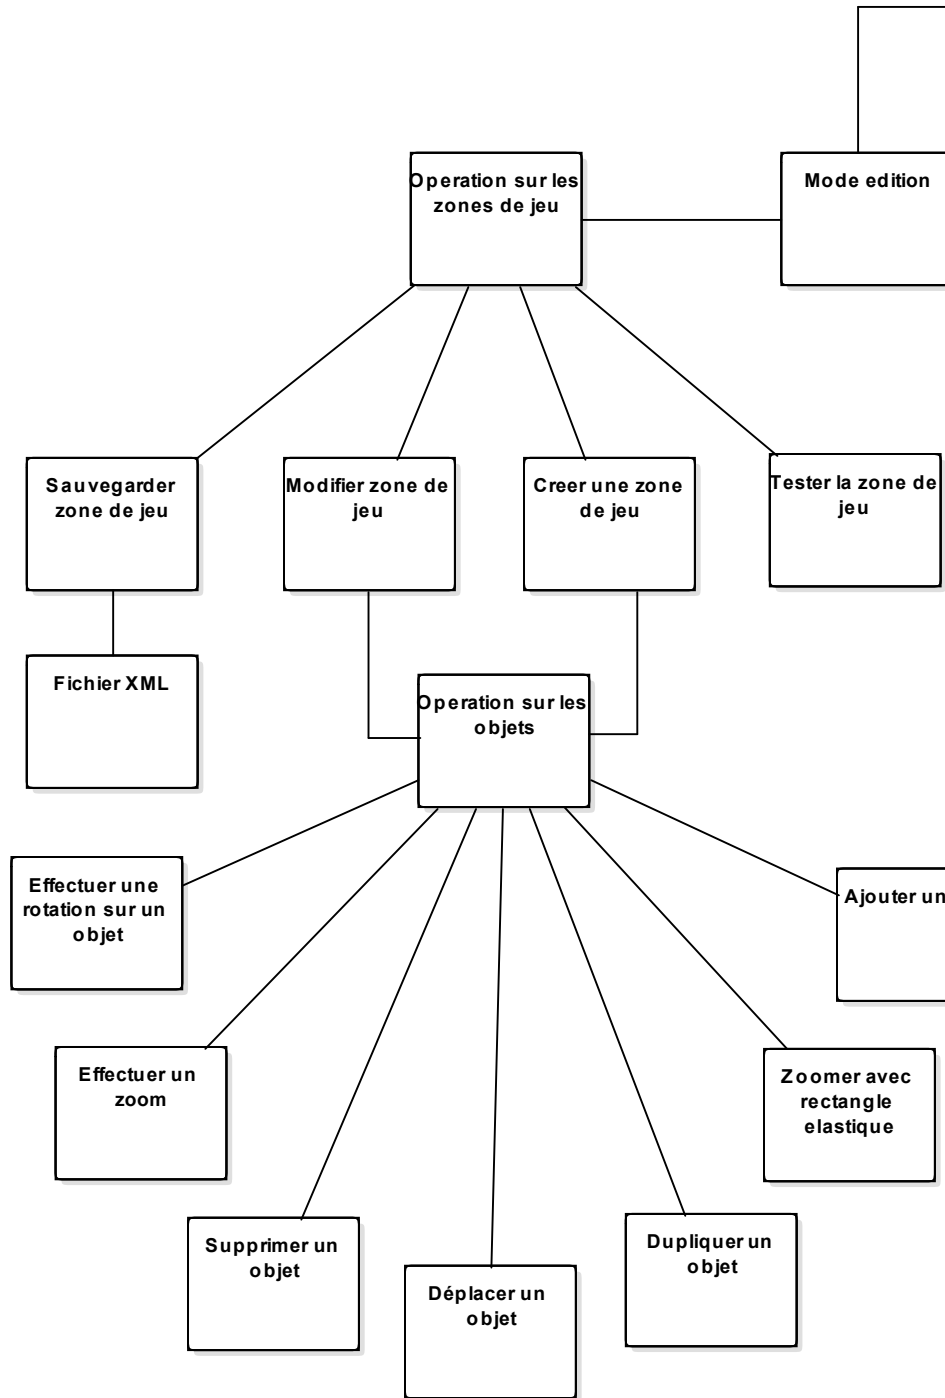 Operation sur les
zones de jeu
Mode edition
Sauvegarder
zone de jeu
Modifier zone de
jeu
Creer une zone
de jeu
Tester la zone de
jeu
Fichier XML
Operation sur les
objets
Effectuer une
rotation sur un
objet
Ajouter un
Effectuer un
zoom
Zoomer avec
rectangle
elastique
Supprimer un
objet
Dupliquer un
objet
Déplacer un
objet